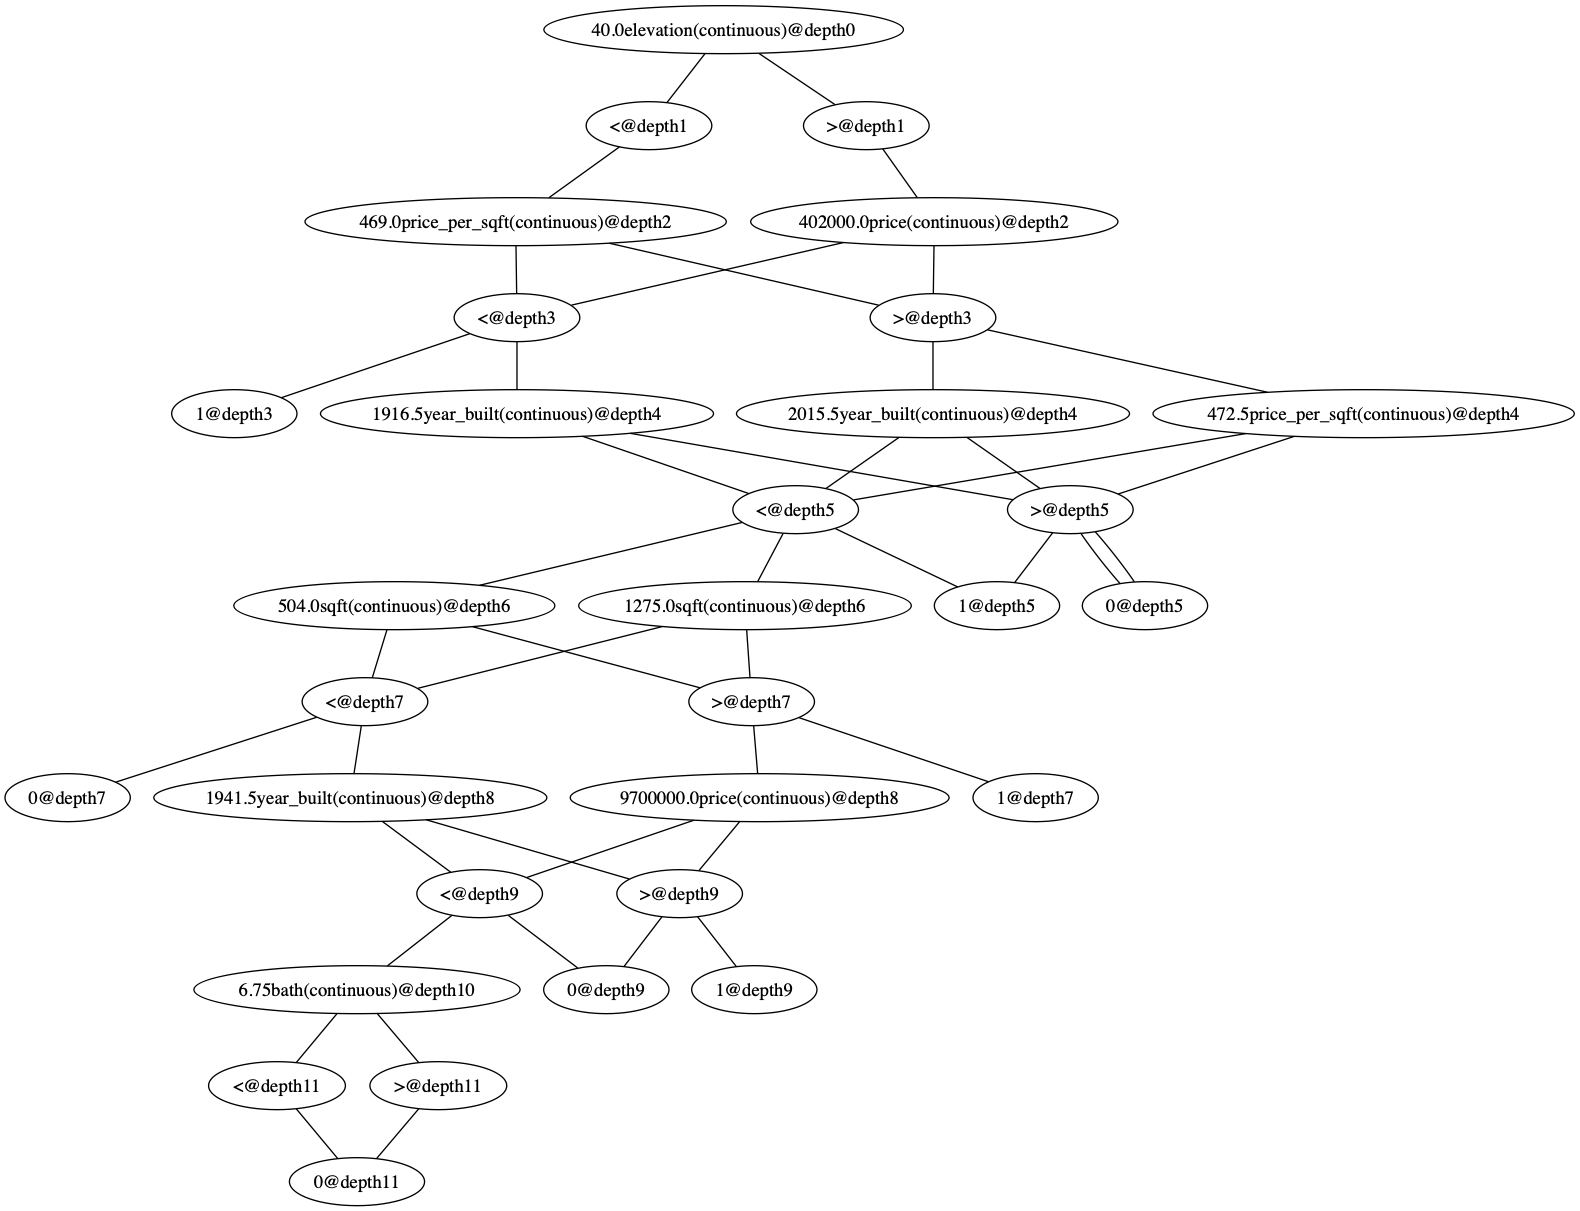 40.0elevation(continuous)@depth0
<@depth1
>@depth1
469.0price_per_sqft(continuous)@depth2
402000.0price(continuous)@depth2
<@depth3
>@depth3
1@depth3
1916.5year_built(continuous)@depth4
2015.5year_built(continuous)@depth4
472.5price_per_sqft(continuous)@depth4
<@depth5
>@depth5
504.0sqft(continuous)@depth6
1275.0sqft(continuous)@depth6
1@depth5
0@depth5
<@depth7
>@depth7
0@depth7
1941.5year_built(continuous)@depth8
9700000.0price(continuous)@depth8
1@depth7
<@depth9
>@depth9
6.75bath(continuous)@depth10
0@depth9
1@depth9
<@depth11
>@depth11
0@depth11